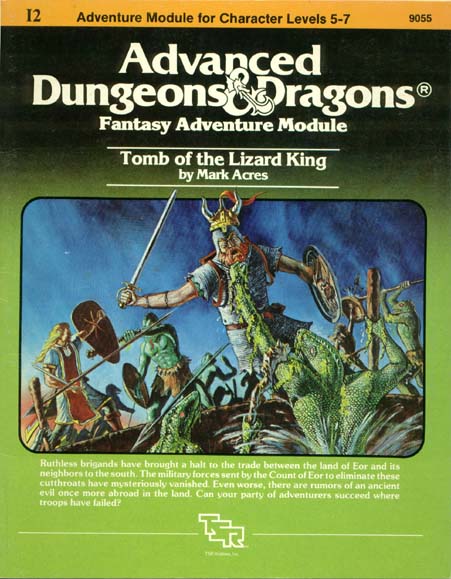 I2 Adventure Module for Character Levels 5-7 9055
Advanced
Dungeons & Dragons®
Fantasy Adventure Module
Tomb of the Lizard King
by Mark Acres
Ruthless brigands have brought a halt to the trade between the land of Eor and its
neighbors to the south. The military forces sent by the Count of Eor to eliminate these
cutthroats have mysteriously vanished. Even worse, there are rumors of an ancient
evil once more abroad in the land. Can your party of adventurers succeed where
troops have failed?
TSR
TSR Hobbies, Inc.